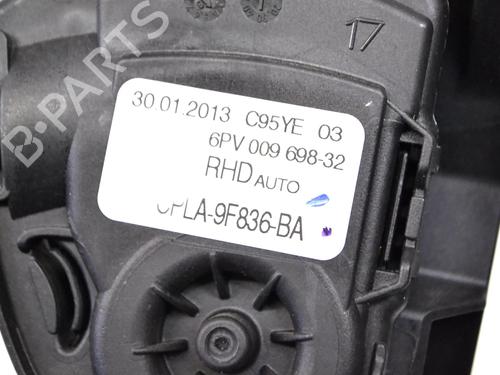 B-PARTS
17
30.01.2013 C95YE 03
6PV 009 698-32
RHD AUTO
CPLA-9F836-BA